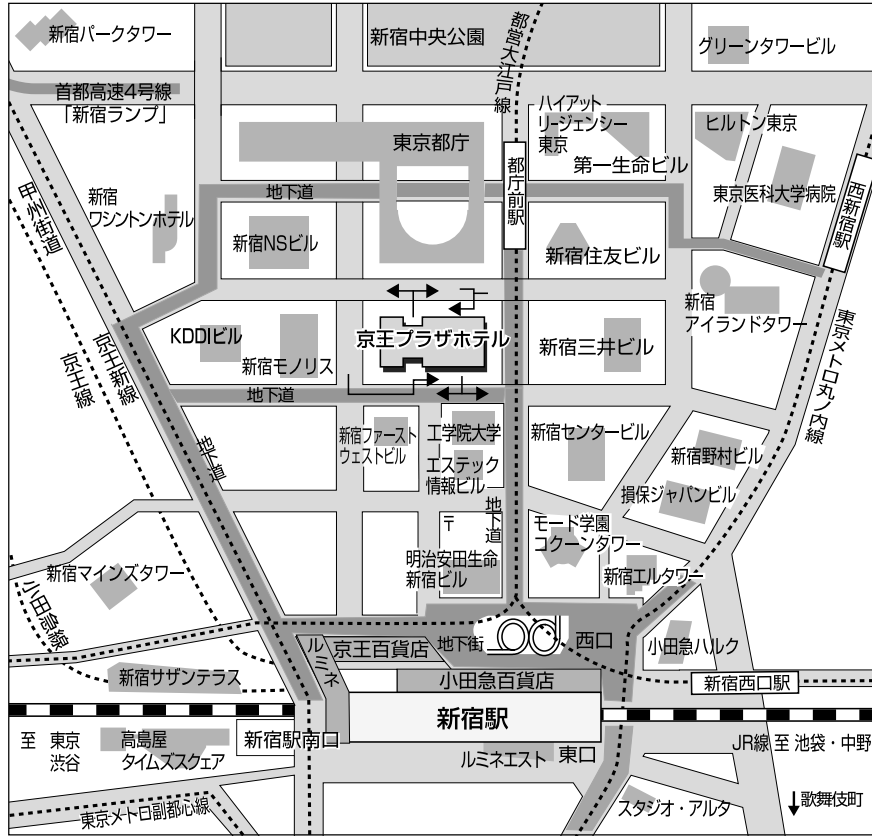 新宿パークタワー
新宿中央公園
都営大江戸線
グリーンタワービル
首都高速4号線
「新宿ランプ」
東京都庁
ハイアット
リージェンシー
東京
ヒルトン東京
第一生命ビル
都庁前駅
東京医科大学病院
西新宿駅
甲州街道
新宿
ワシントンホテル
地下道
新宿NSビル
新宿住友ビル
新宿
アイランドタワー
東京メトロ丸ノ内線
京王新線
京王線
KDDIビル
新宿モノリス
京王プラザホテル
新宿三井ビル
地下道
地下道
新宿ファースト
ウェストビル
工学院大学
エステック
情報ビル
新宿センタービル
新宿野村ビル
損保ジャパンビル
〒
地下道
モード学園
コクーンタワー
明治安田生命
新宿ビル
新宿エルタワー
新宿マインズタワー
小田急線
ルミネ
京王百貨店
地下街
西口
小田急ハルク
新宿サザンテラス
小田急百貨店
新宿西口駅
新宿駅
至 東京
渋谷
高島屋
タイムズスクェア
新宿駅南口
ルミネエスト
東口
JR線 至 池袋・中野
東京メトロ副都心線
スタジオ・アルタ
歌舞伎町